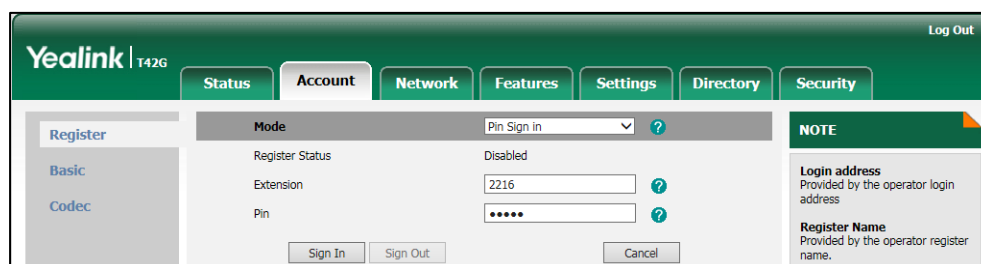 Log Out
Yealink T42G
Status Account Network Features Settings Directory Security
Register
Basic
Codec
Mode Pin Sign in ?
Register Status Disabled
Extension 2216 ?
Pin ••••• ?
Sign In Sign Out Cancel
NOTE
Login address
Provided by the operator login
address
Register Name
Provided by the operator register
name.